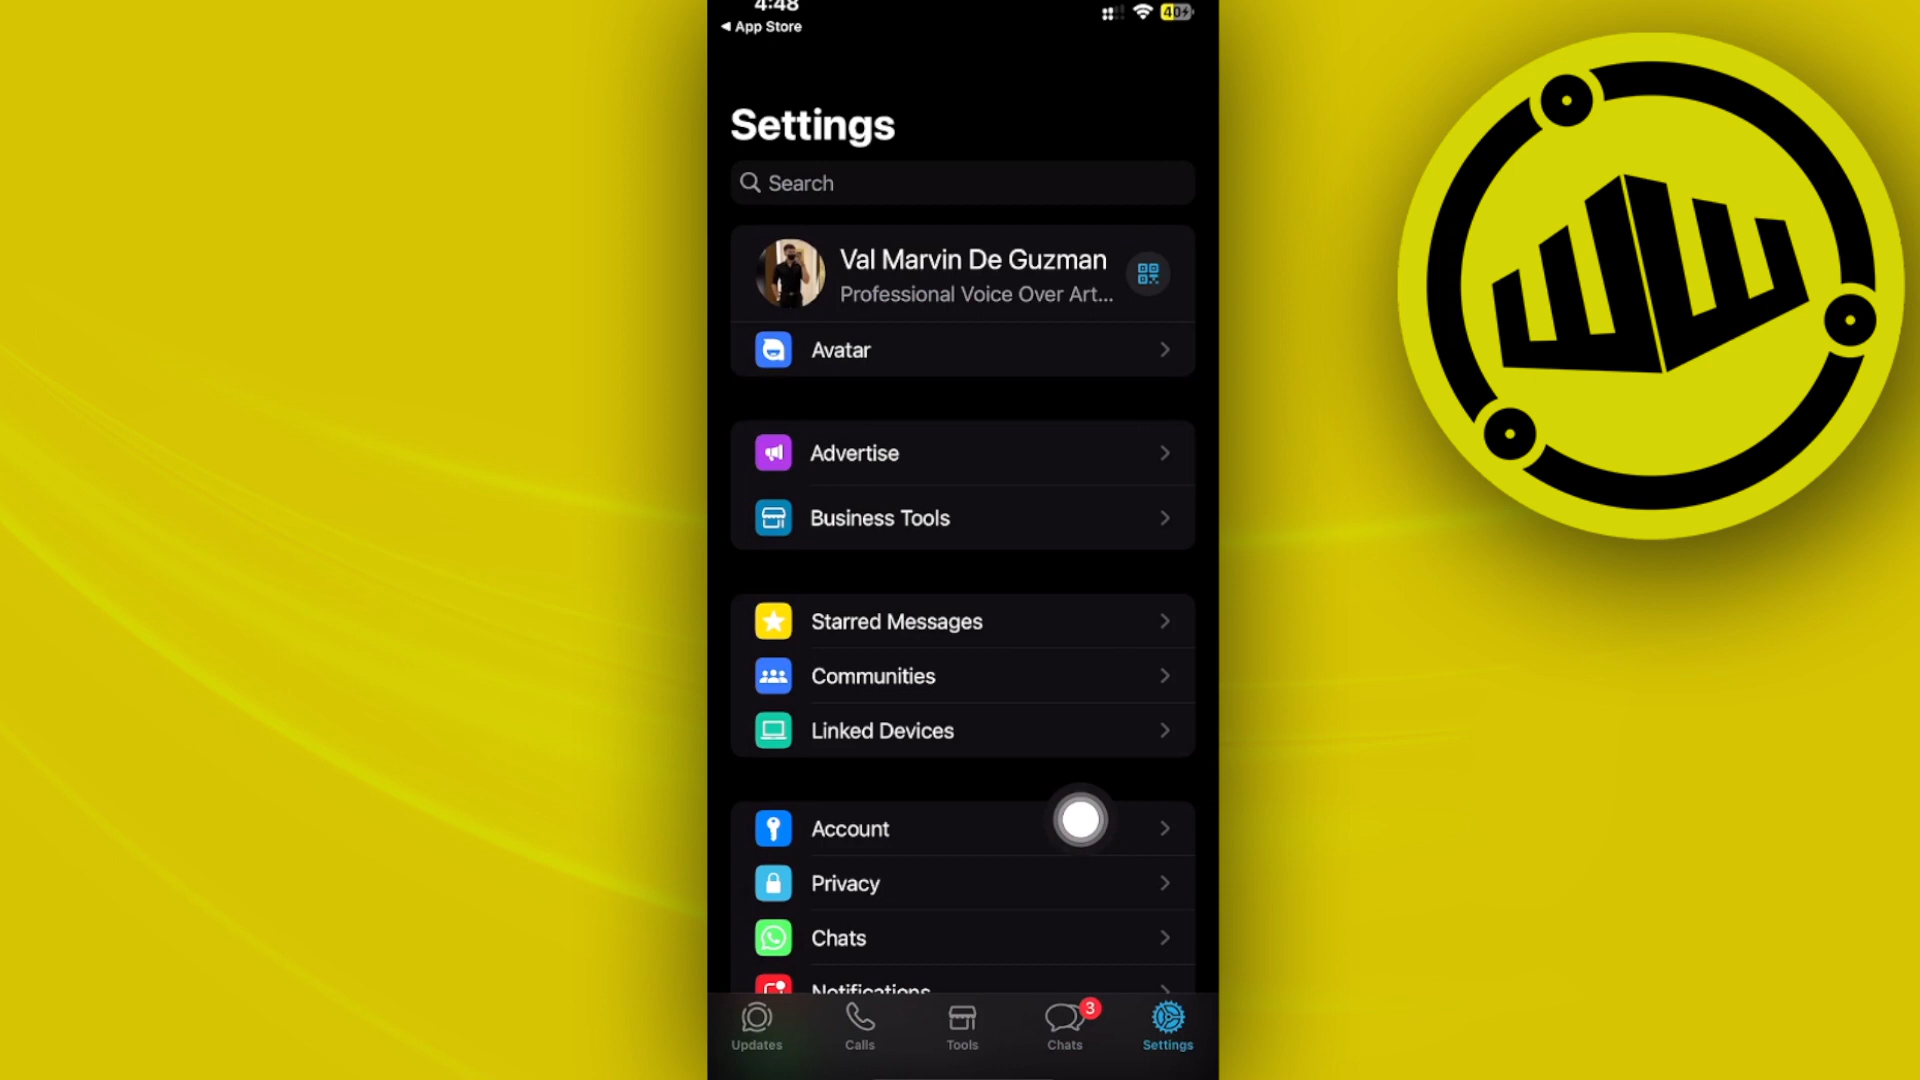 4:48
40
◀ App Store
Settings
Search
Val Marvin De Guzman
Professional Voice Over Art...
Avatar
Advertise
Business Tools
Starred Messages
Communities
Linked Devices
Account
Privacy
Chats
Notifications
3
Updates
Calls
Tools
Chats
Settings